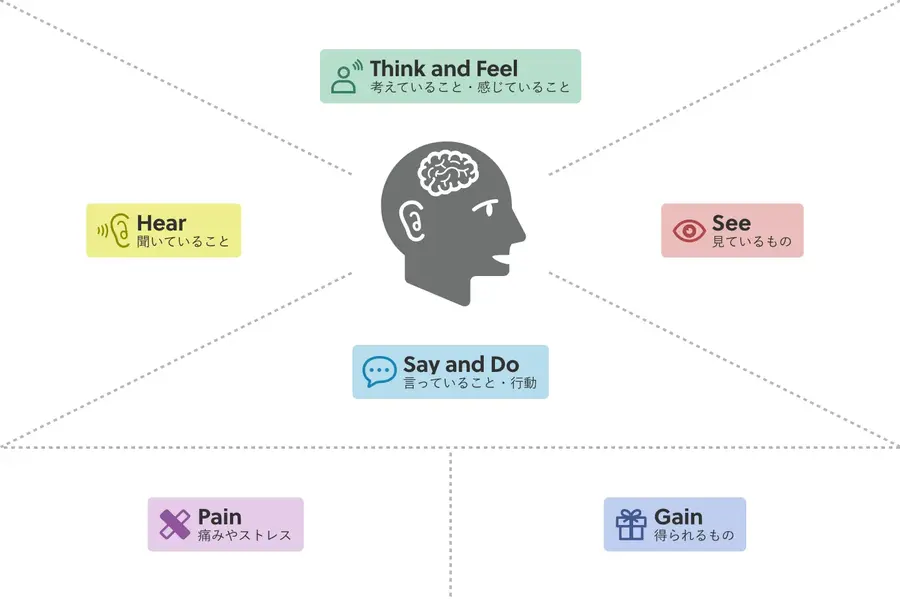 Think and Feel
考えていること・感じていること
Hear
聞いていること
See
見ているもの
Say and Do
言っていること・行動
Pain
痛みやストレス
Gain
得られるもの